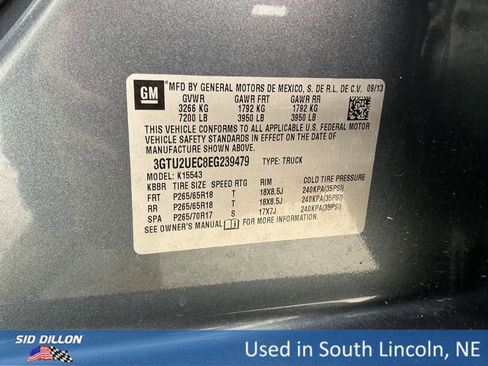 GM
*MFD BY GENERAL MOTORS DE MEXICO, S. DE R.L. DE C.V. 09/13
GVWR GAWR FRT GAWR RR
3266 KG 1792 KG 1792 KG
7200 LB 3950 LB 3950 LB
THIS VEHICLE CONFORMS TO ALL APPLICABLE U.S. FEDERAL MOTOR
VEHICLE SAFETY STANDARDS IN EFFECT ON THE DATE OF
MANUFACTURE SHOWN ABOVE.
3GTU2UEC8EG239479 TYPE: TRUCK
MODEL: K15543
KBBR TIRE SIZE SPEED RTG RIM COLD TIRE PRESSURE
FRT P265/65R18 T 18X8.5J 240KPA(35PSI)
RR P265/65R18 T 18X8.5J 240KPA(35PSI)
SPA P265/70R17 S 17X7J 240KPA(35PSI)
SEE OWNER'S MANUAL FOR MORE INFORMATION.
SID DILLON
Used in South Lincoln, NE